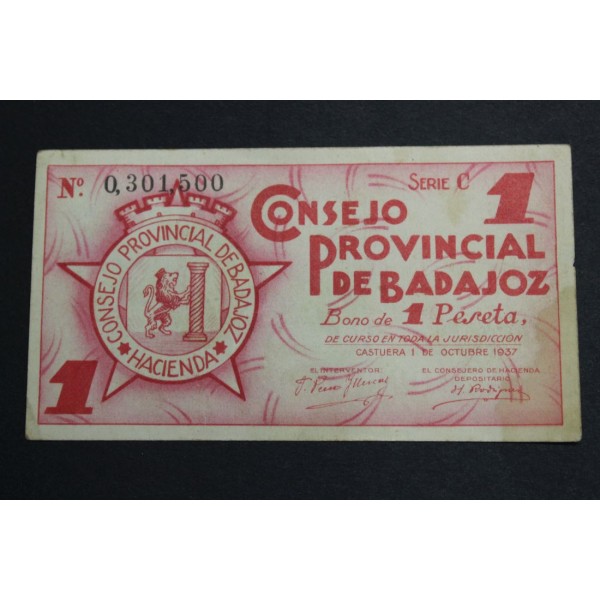 Nº. 0,301,500
SERIE C 1
CONSEJO
PROVINCIAL
DE BADAJOZ
Bono de 1 Peseta,
DE CURSO EN TODA LA JURISDICCIÓN
CASTUERA 1 DE OCTUBRE 1937
EL INTERVENTOR:
EL CONSEJERO DE HACIENDA
DEPOSITARIO
CONSEJO PROVINCIAL DE BADAJOZ
HACIENDA
1